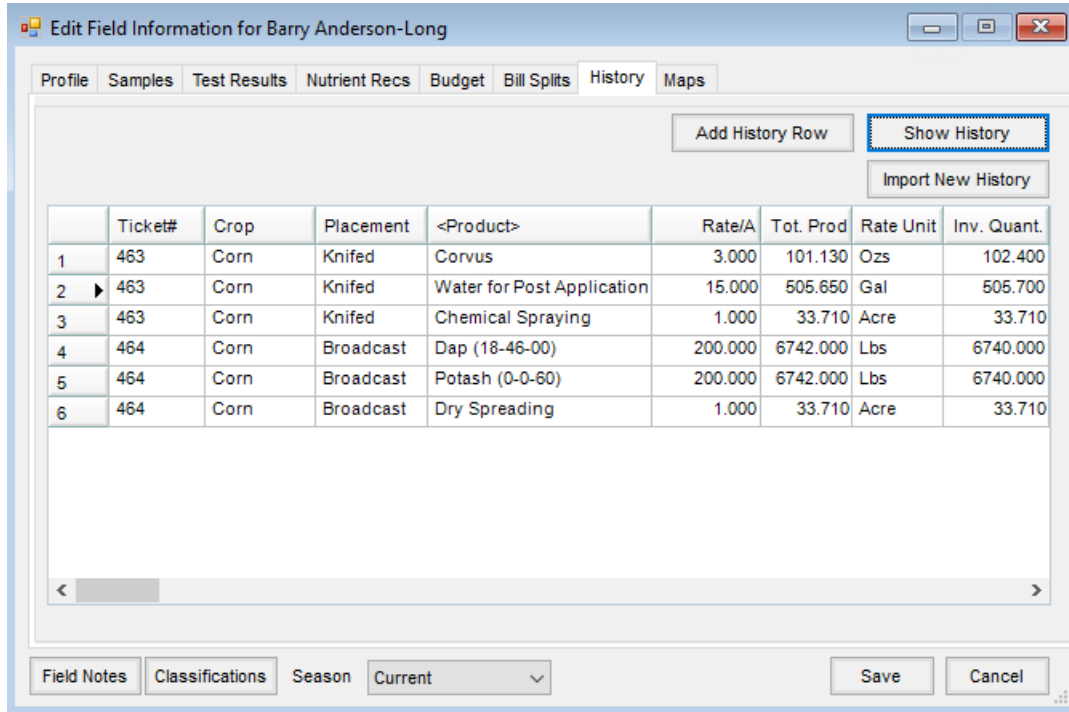 Edit Field Information for Barry Anderson-Long
Profile Samples Test Results Nutrient Recs Budget Bill Splits History Maps
Add History Row Show History
Import New History
Ticket# Crop Placement <Product> Rate/A Tot. Prod Rate Unit Inv. Quant.
1 463 Corn Knifed Corvus 3.000 101.130 Ozs 102.400
2 463 Corn Knifed Water for Post Application 15.000 505.650 Gal 505.700
3 463 Corn Knifed Chemical Spraying 1.000 33.710 Acre 33.710
4 464 Corn Broadcast Dap (18-46-00) 200.000 6742.000 Lbs 6740.000
5 464 Corn Broadcast Potash (0-0-60) 200.000 6742.000 Lbs 6740.000
6 464 Corn Broadcast Dry Spreading 1.000 33.710 Acre 33.710
Field Notes Classifications Season Current Save Cancel